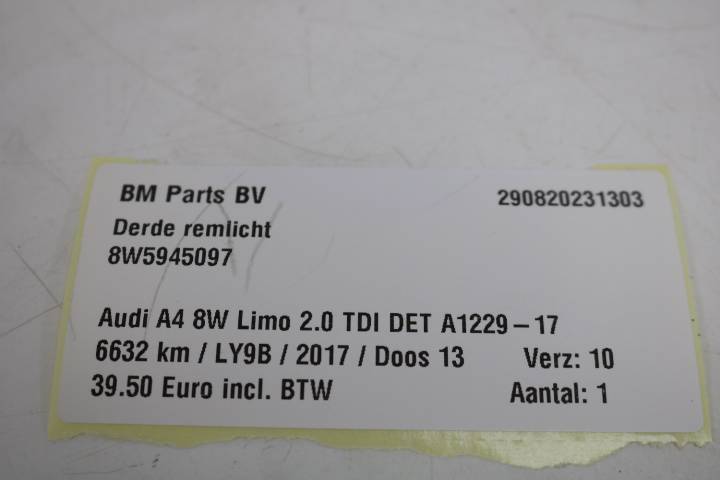 BM Parts BV 290820231303
Derde remlicht
8W5945097
Audi A4 8W Limo 2.0 TDI DET A1229-17
6632 km / LY9B / 2017 / Doos 13 Verz: 10
39.50 Euro incl. BTW Aantal: 1